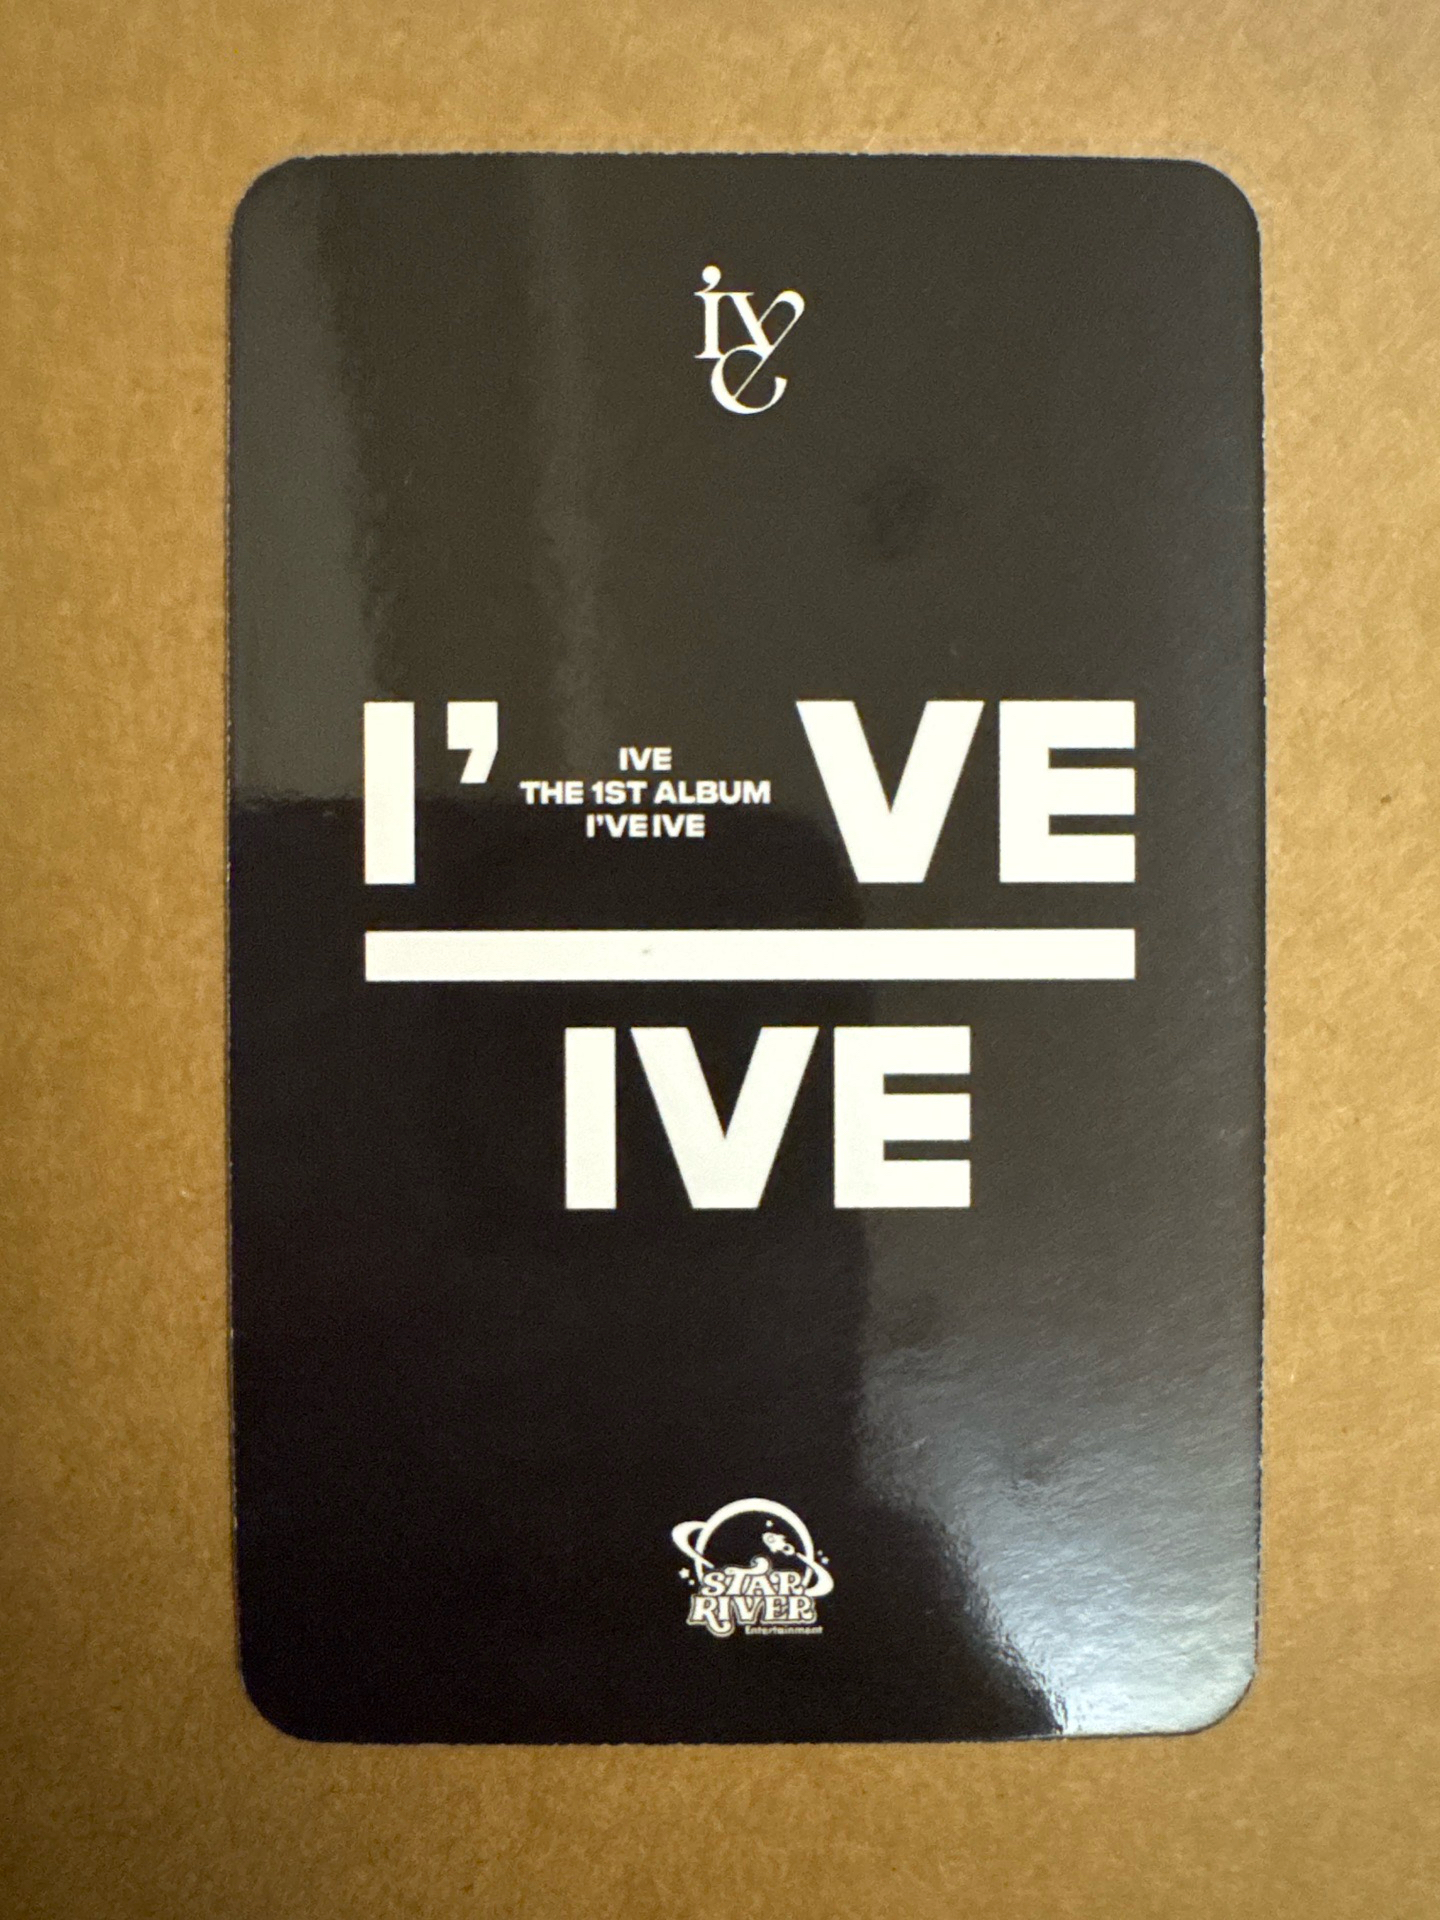 ive
I' VE
IVE
THE 1ST ALBUM
I'VE IVE
IVE
STAR
RIVER
Entertainment